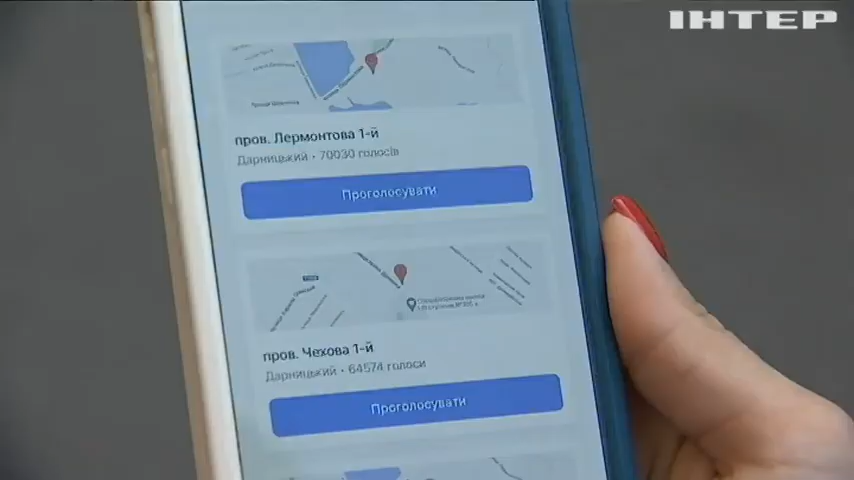 ІНТЕР
пров. Лермонтова 1-й
Дарницький • 70030 голосів
Проголосувати
пров. Чехова 1-й
Дарницький • 64574 голоси
Проголосувати